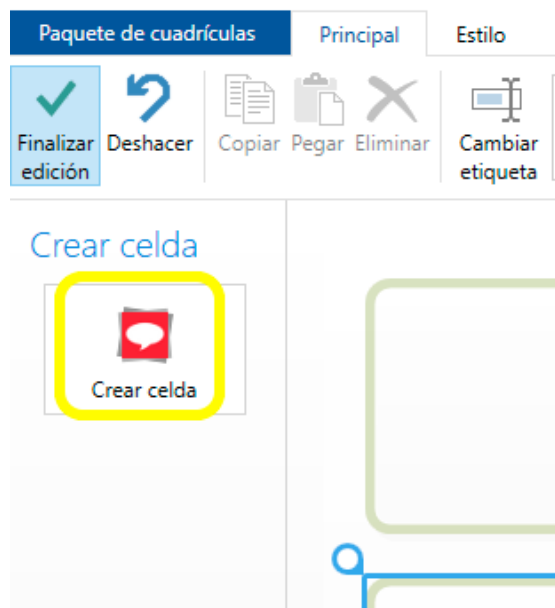 Paquete de cuadrículas Principal Estilo
Finalizar edición Deshacer Copiar Pegar Eliminar Cambiar etiqueta
Crear celda
Crear celda